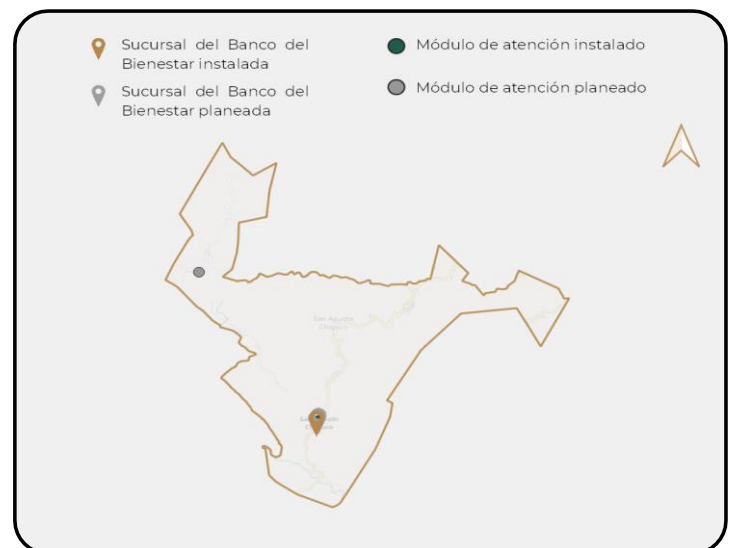 Sucursal del Banco del
Bienestar instalada
Sucursal del Banco del
Bienestar planeada
Módulo de atención instalado
Módulo de atención planeado
San Agustín
Chayuco